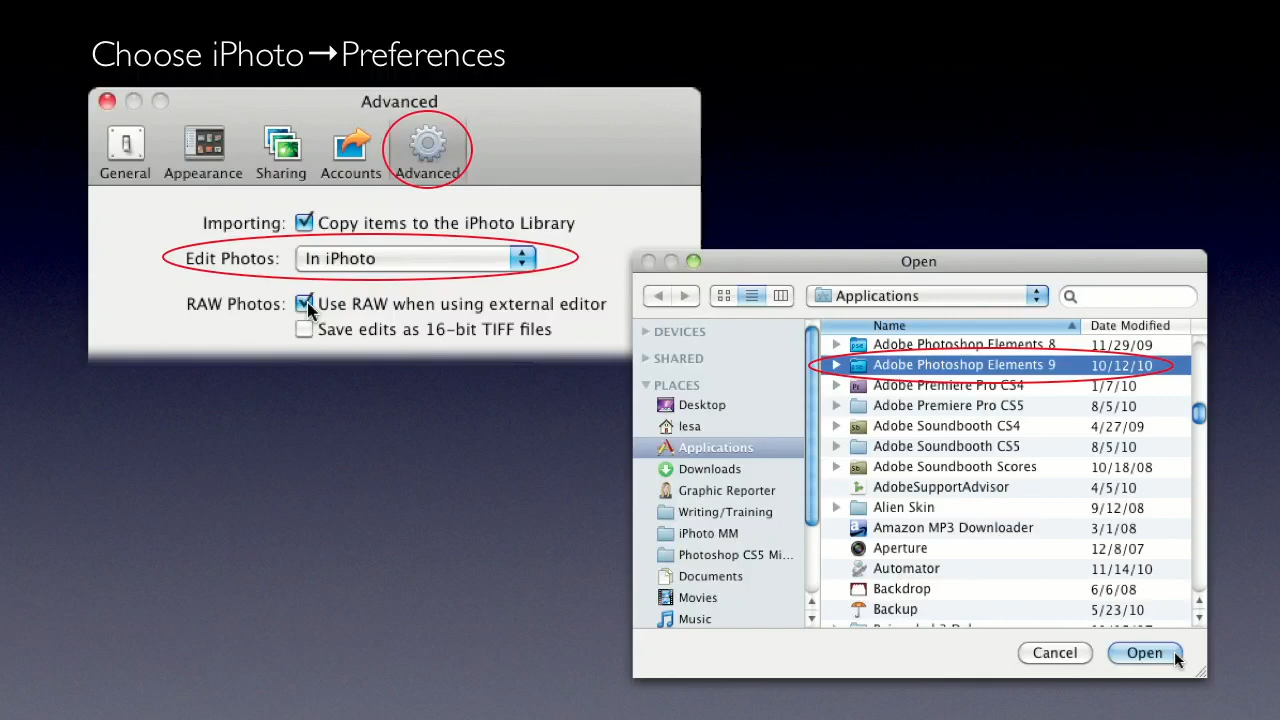 Choose iPhoto→Preferences
Advanced
General Appearance Sharing Accounts Advanced
Importing: Copy items to the iPhoto Library
Edit Photos: In iPhoto
RAW Photos: Use RAW when using external editor
Save edits as 16-bit TIFF files
Open
Applications
DEVICES
SHARED
PLACES
Desktop
lesa
Applications
Downloads
Graphic Reporter
Writing/Training
iPhoto MM
Photoshop CS5 Mi...
Documents
Movies
Music
Name Date Modified
Adobe Photoshop Elements 8 11/29/09
Adobe Photoshop Elements 9 10/12/10
Adobe Premiere Pro CS4 1/7/10
Adobe Premiere Pro CS5 8/5/10
Adobe Soundbooth CS4 4/27/09
Adobe Soundbooth CS5 8/5/10
Adobe Soundbooth Scores 10/18/08
AdobeSupportAdvisor 4/5/10
Alien Skin 9/12/08
Amazon MP3 Downloader 3/1/08
Aperture 12/8/07
Automator 11/14/10
Backdrop 6/6/08
Backup 5/23/10
Cancel Open